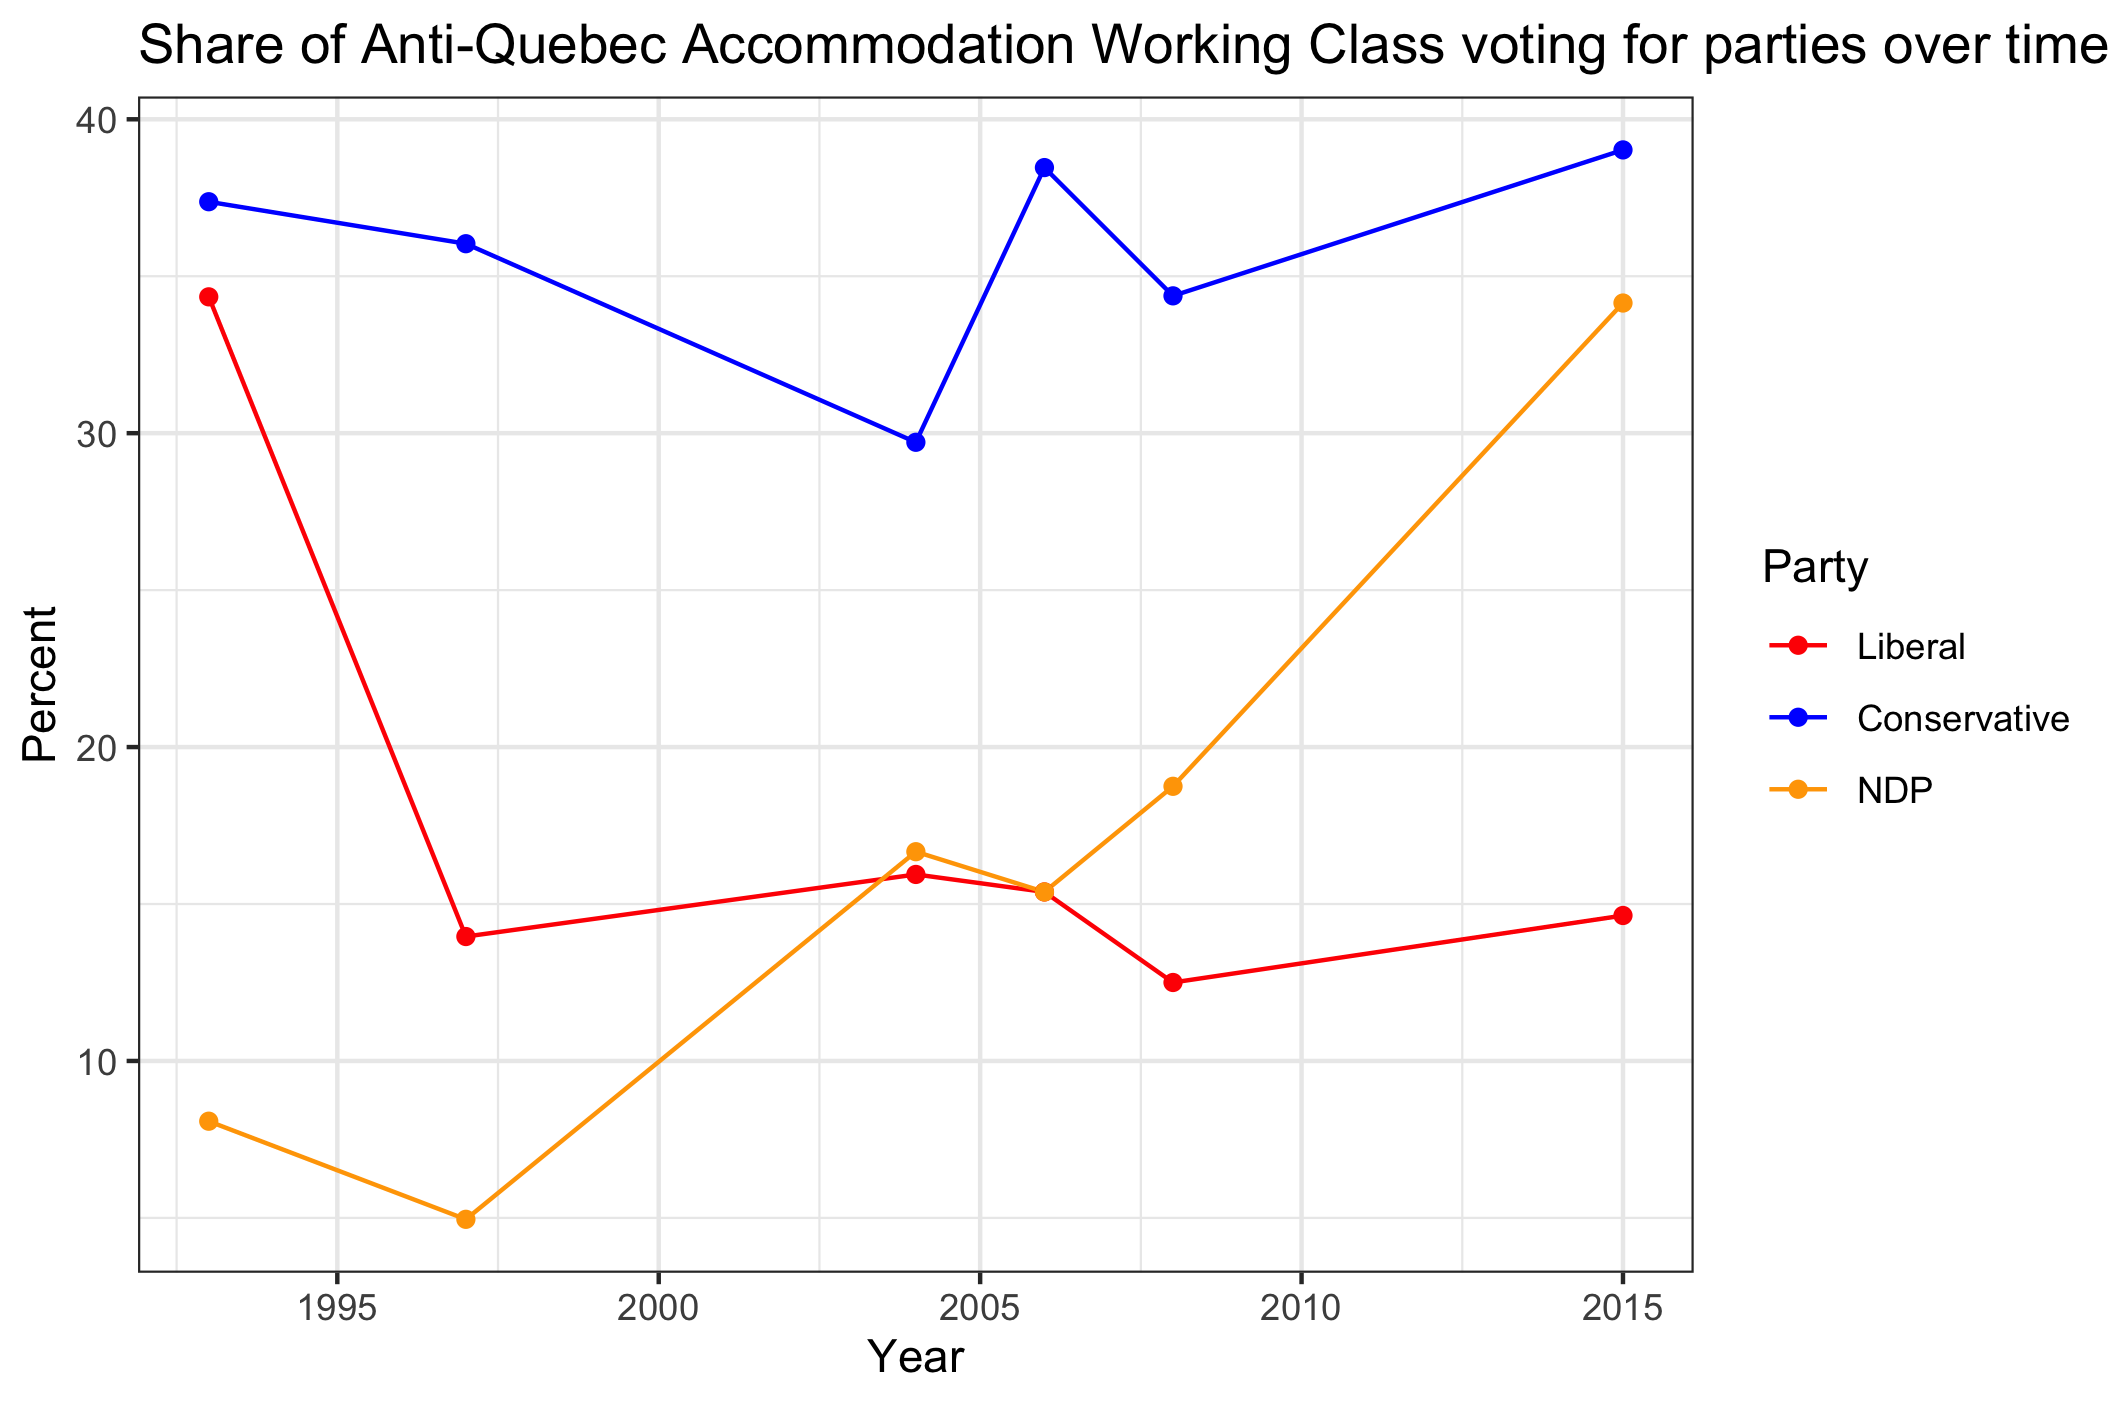 Share of Anti-Quebec Accommodation Working Class voting for parties over time
40
30
20
10
Percent
1995 2000 2005 2010 2015
Year
Party
Liberal
Conservative
NDP